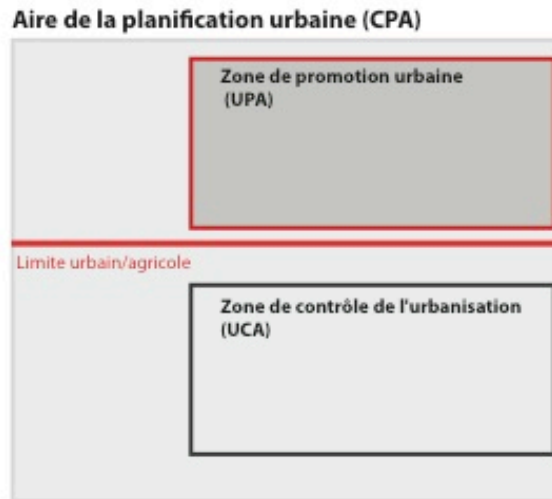 Aire de la planification urbaine (CPA)
Zone de promotion urbaine
(UPA)
Limite urbain/agricole
Zone de contrôle de l'urbanisation
(UCA)